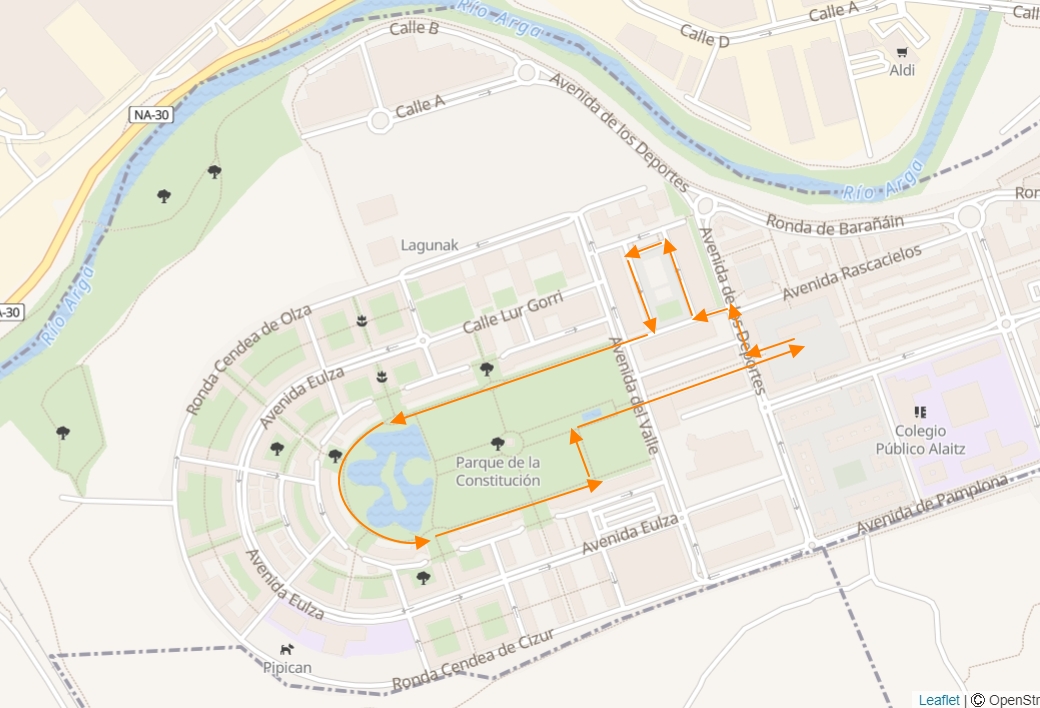 Río Arga
Calle A
Call
Calle B
Calle D
Aldi
NA-30
Calle A
Avenida de los Deportes
Río Arga
Ronda de Barañáin
Ron
Lagunak
Avenida Rascacielos
Río Arga
A-30
Calle Lur Gorri
Avenida de los Deportes
Ronda Cendea de Olza
Avenida Eulza
Avenida del Valle
Colegio
Público Alaitz
Parque de la
Constitución
Avenida de Pamplona
Avenida Eulza
Avenida Eulza
Pipican
Ronda Cendea de Cizur
Leaflet | © OpenStr